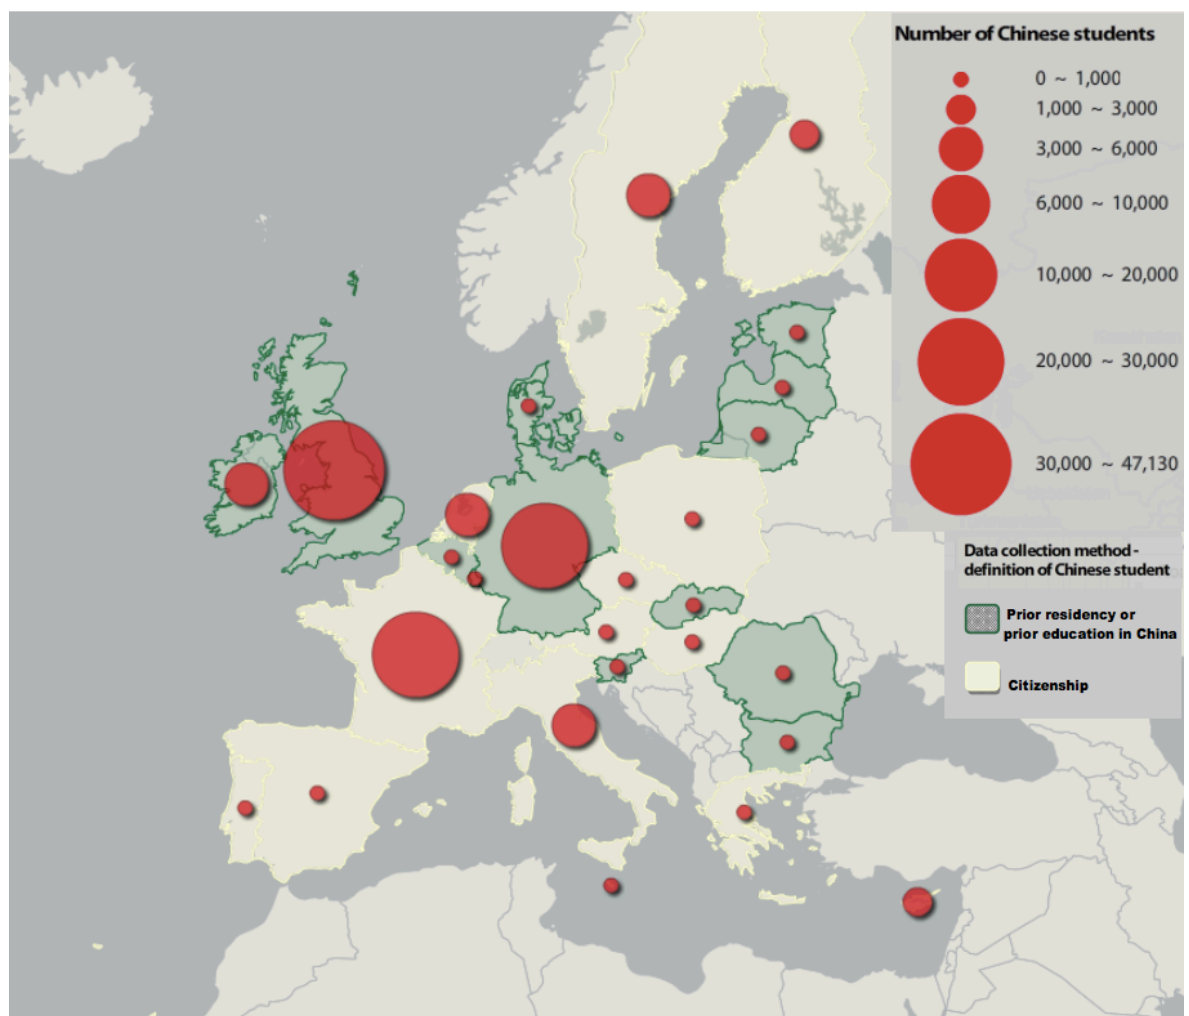 Number of Chinese students
0 ~ 1,000
1,000 ~ 3,000
3,000 ~ 6,000
6,000 ~ 10,000
10,000 ~ 20,000
20,000 ~ 30,000
30,000 ~ 47,130
Data collection method -
definition of Chinese student
Prior residency or
prior education in China
Citizenship